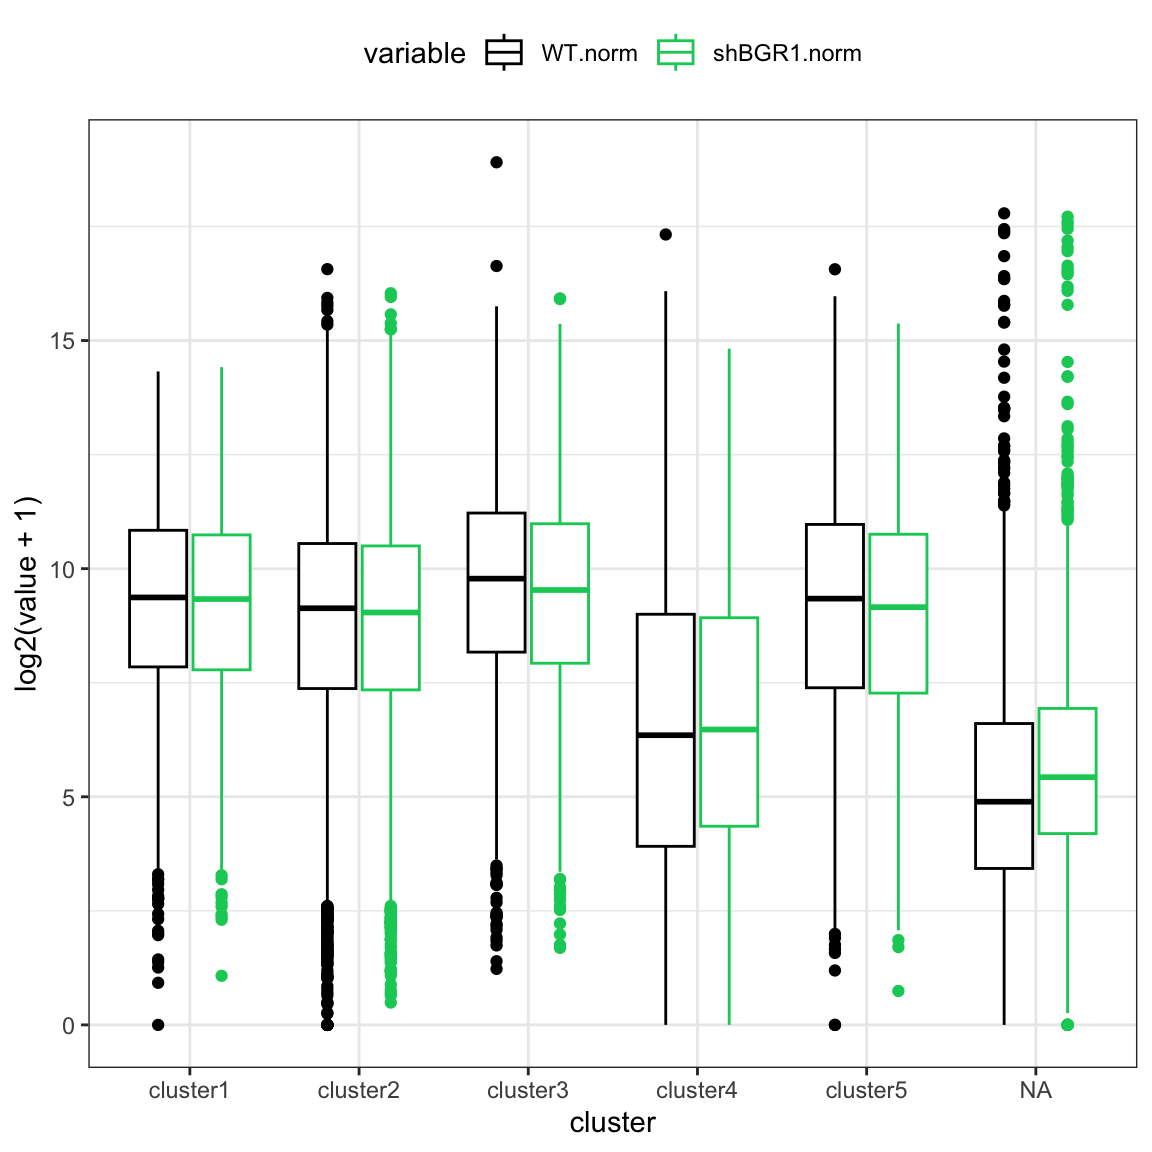 variable WT.norm shBGR1.norm
log2(value + 1)
15
10
5
0
cluster1 cluster2 cluster3 cluster4 cluster5 NA
cluster